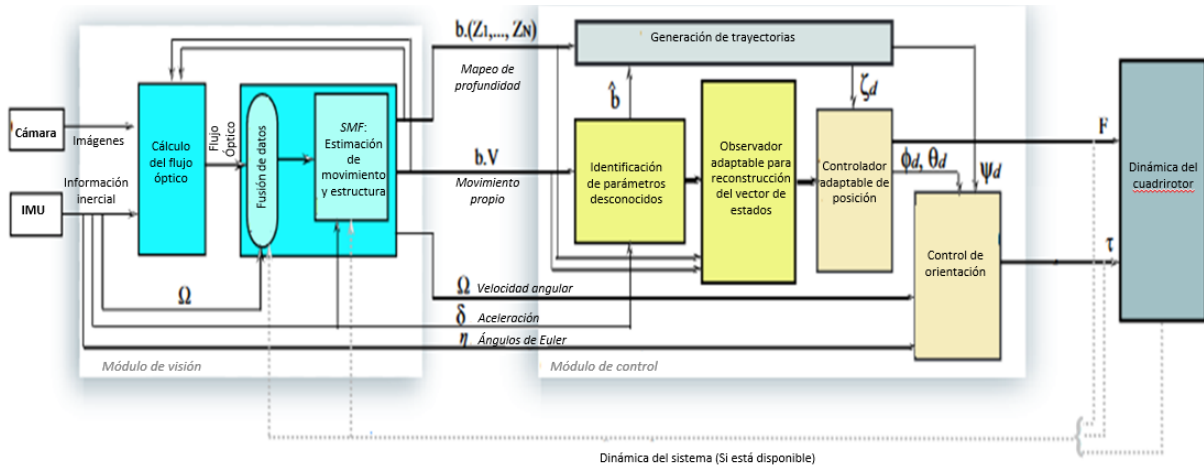 b.(Z1,..., ZN)
Mapeo de
profundidad
Generación de trayectorias
b̂
ζd
Cámara
Imágenes
Información
inercial
IMU
Cálculo
del flujo
óptico
Flujo
Óptico
Fusión de datos
SMF:
Estimación
de
movimiento
y estructura
b.V
Movimiento
propio
Identificación
de parámetros
desconocidos
Observador
adaptable para
reconstrucción
del vector de
estados
Controlador
adaptable de
posición
ϕd, θd
ψd
F
τ
Dinámica del
cuadrirotor
Control de
orientación
Ω
Ω Velocidad angular
δ Aceleración
η Ángulos de Euler
Módulo de visión
Módulo de control
Dinámica del sistema (Si está disponible)